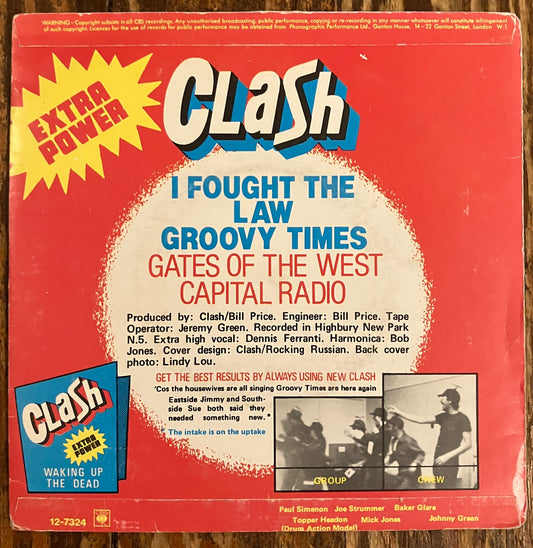 WARNING – Copyright subsists in all CBS recordings. Any unauthorised broadcasting, public performance, copying or re-recording in any manner whatsoever will constitute infringement
of such copyright. Licences for the use of records for public performance may be obtained from Phonographic Performance Ltd., Ganton House, 14–22 Ganton Street, London W.1.
EXTRA
POWER
CLaSh
I FOUGHT THE
LAW
GROOVY TIMES
GATES OF THE WEST
CAPITAL RADIO
Produced by: Clash/Bill Price. Engineer: Bill Price. Tape
Operator: Jeremy Green. Recorded in Highbury New Park
N.5. Extra high vocal: Dennis Ferranti. Harmonica: Bob
Jones. Cover design: Clash/Rocking Russian. Back cover
photo: Lindy Lou.
GET THE BEST RESULTS BY ALWAYS USING NEW CLASH
'Cos the housewives are all singing Groovy Times are here again
Eastside Jimmy and South-
side Sue both said they
needed something new. *
* The intake is on the uptake
CLaSh
EXTRA
POWER
WAKING UP
THE DEAD
GROUP
CREW
12-7324
CBS
Paul Simenon Joe Strummer Baker Glare
Topper Headon Mick Jones Johnny Green
(Drum Action Model)